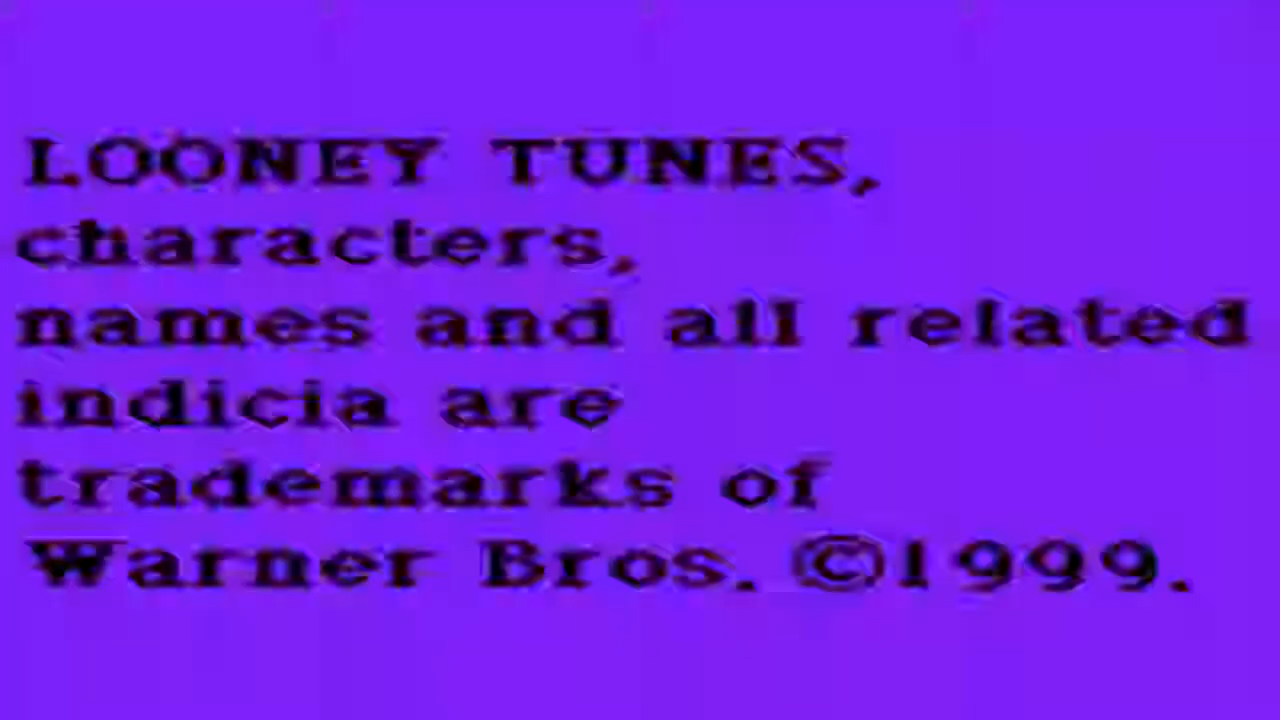 LOONEY TUNES,
characters,
names and all related
indicia are
trademarks of
Warner Bros. ©1999.